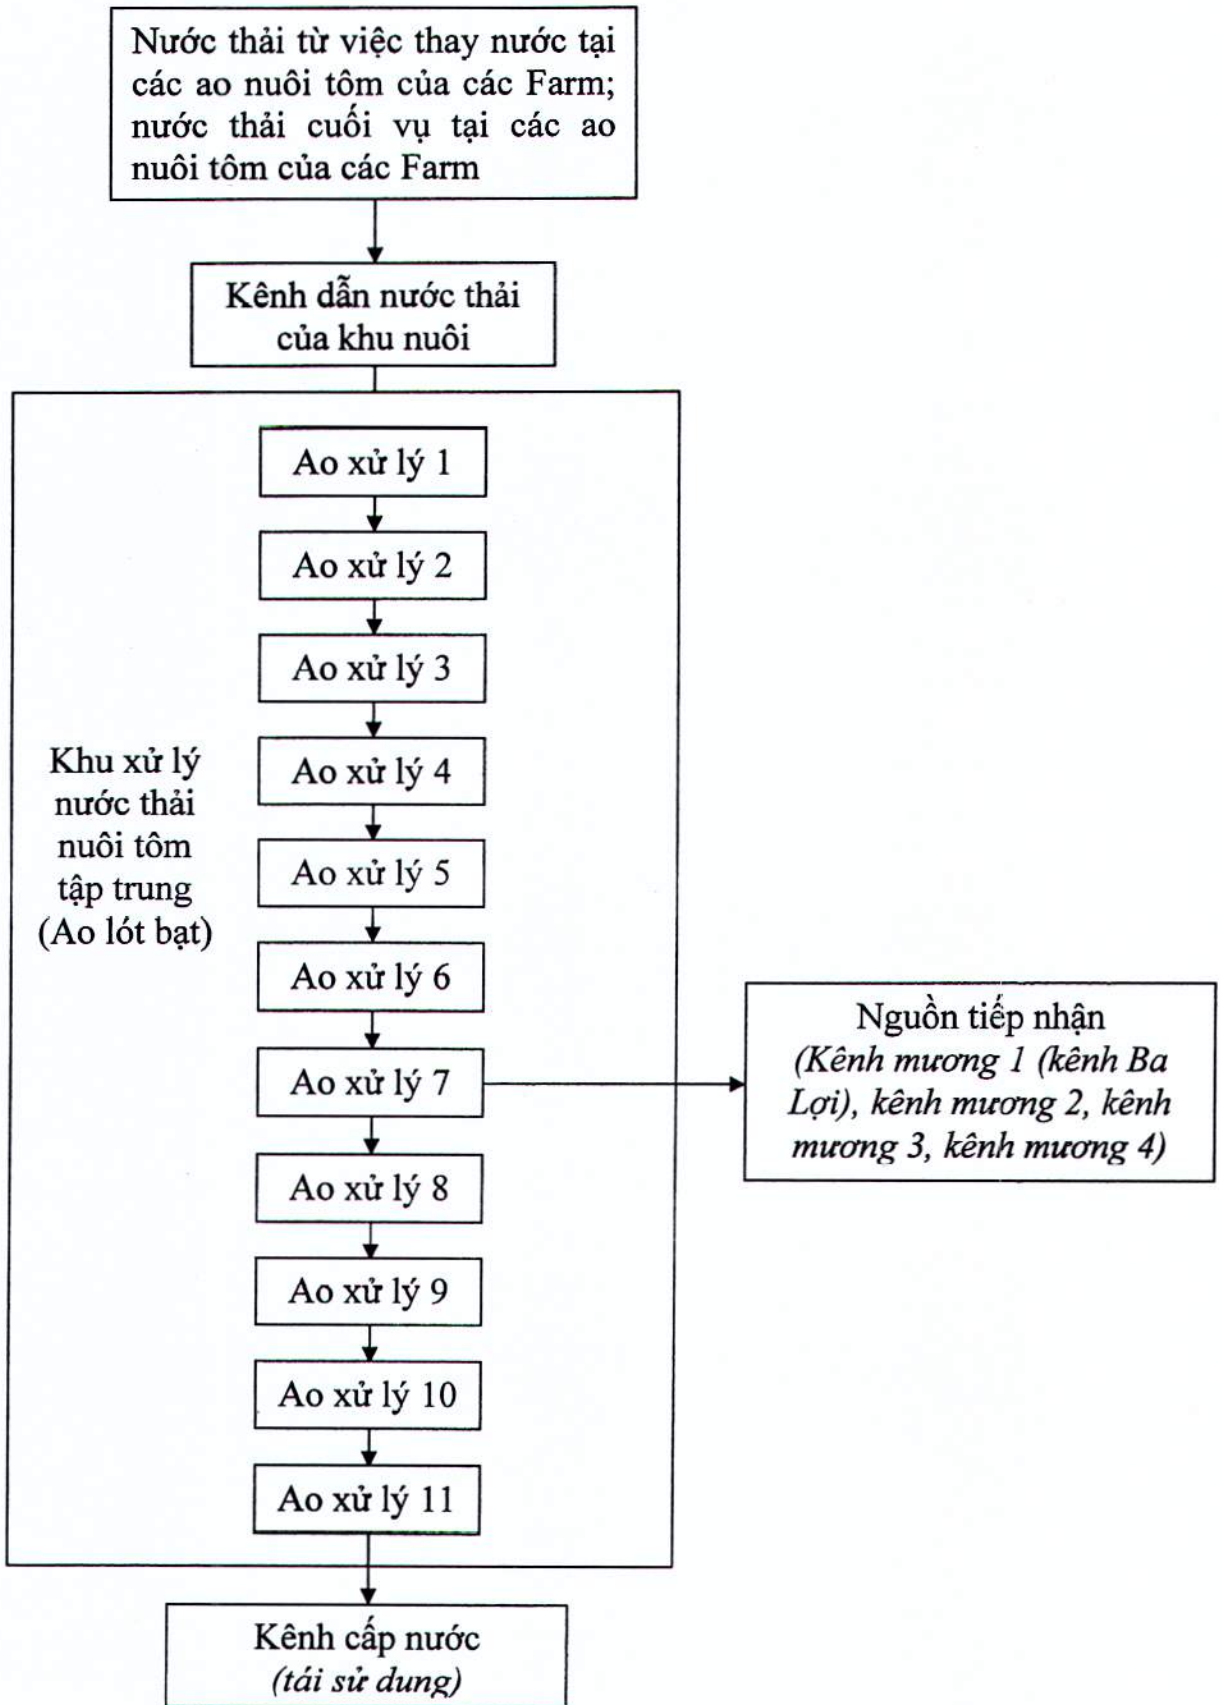 Nước thải từ việc thay nước tại
các ao nuôi tôm của các Farm;
nước thải cuối vụ tại các ao
nuôi tôm của các Farm
Kênh dẫn nước thải
của khu nuôi
Ao xử lý 1
Ao xử lý 2
Ao xử lý 3
Khu xử lý
nước thải
nuôi tôm
tập trung
(Ao lót bạt)
Ao xử lý 4
Ao xử lý 5
Ao xử lý 6
Ao xử lý 7
Nguồn tiếp nhận
(Kênh mương 1 (kênh Ba
Lợi), kênh mương 2, kênh
mương 3, kênh mương 4)
Ao xử lý 8
Ao xử lý 9
Ao xử lý 10
Ao xử lý 11
Kênh cấp nước
(tái sử dụng)